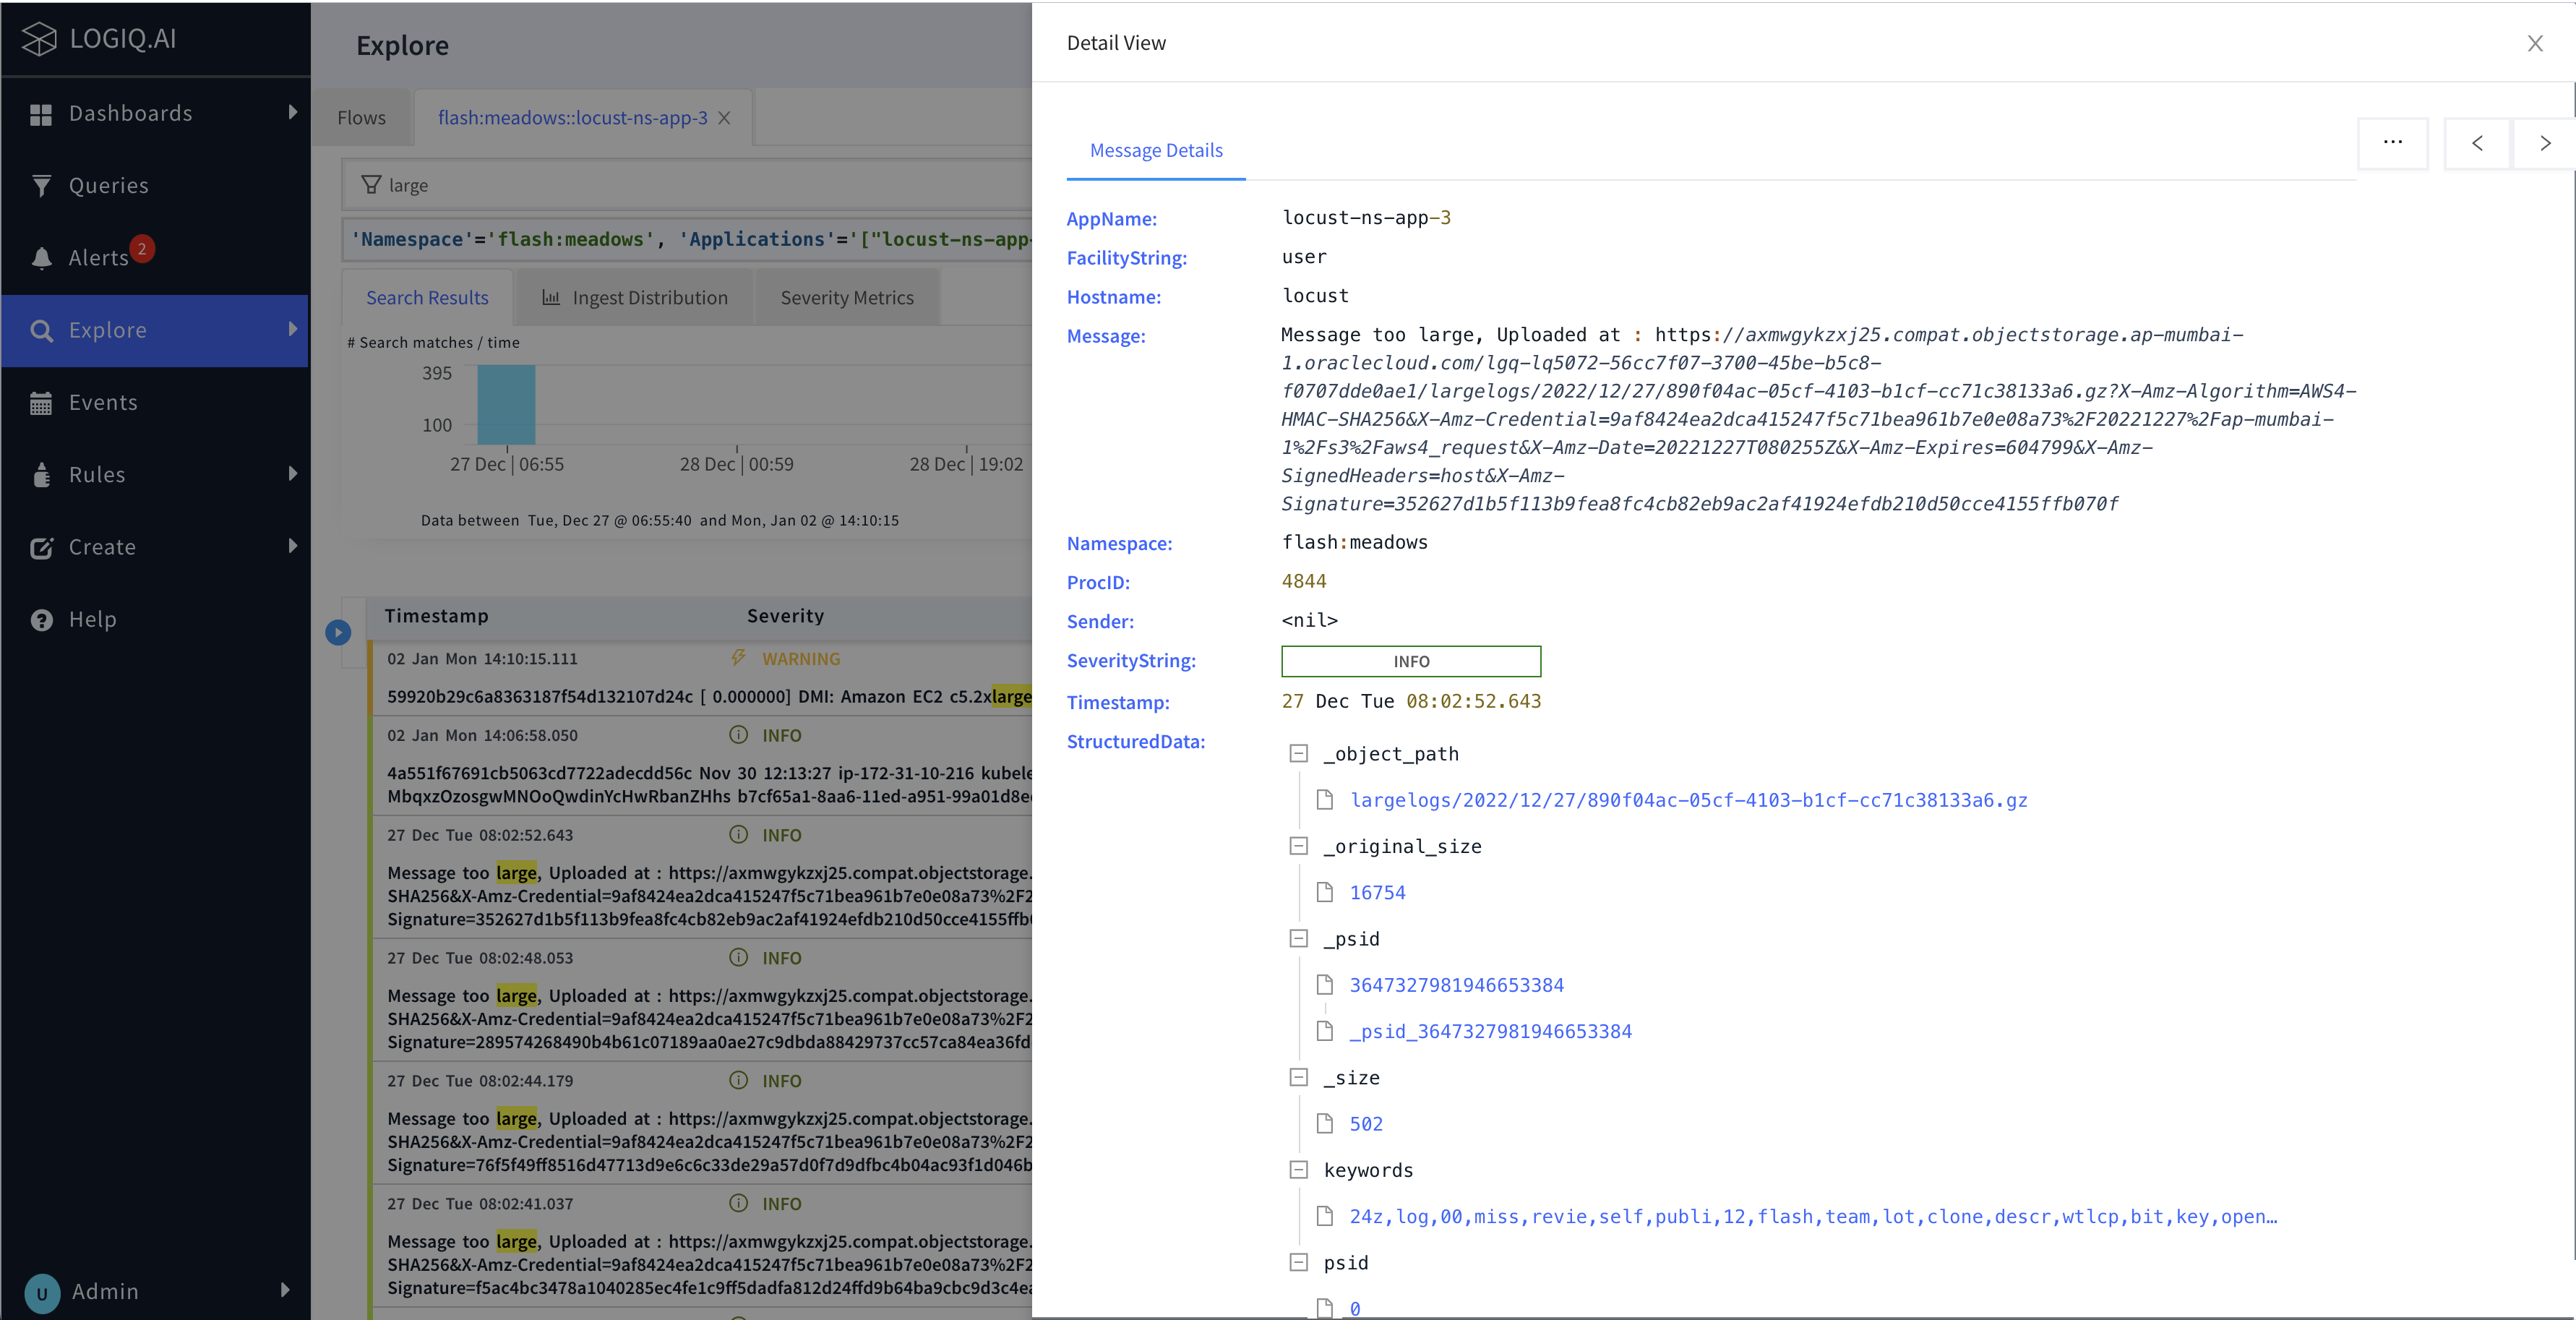 LOGIQ.AI
Dashboards
Queries
Alerts 2
Explore
Events
Rules
Create
Help
U Admin
Explore
Flows
flash:meadows::locust-ns-app-3
large
'Namespace'='flash:meadows', 'Applications'='["locust-ns-app-
Search Results
Ingest Distribution
Severity Metrics
# Search matches / time
395
100
27 Dec | 06:55
28 Dec | 00:59
28 Dec | 19:02
Data between Tue, Dec 27 @ 06:55:40 and Mon, Jan 02 @ 14:10:15
Timestamp Severity
02 Jan Mon 14:10:15.111 WARNING
59920b29c6a8363187f54d132107d24c [ 0.000000] DMI: Amazon EC2 c5.2xlarge
02 Jan Mon 14:06:58.050 INFO
4a551f67691cb5063cd7722adecdd56c Nov 30 12:13:27 ip-172-31-10-216 kubele
MbqxzOzosgwMNOoQwdinYcHwRbanZHhs b7cf65a1-8aa6-11ed-a951-99a01d8e
27 Dec Tue 08:02:52.643 INFO
Message too large, Uploaded at : https://axmwgykzxj25.compat.objectstorage.
SHA256&X-Amz-Credential=9af8424ea2dca415247f5c71bea961b7e0e08a73%2F2
Signature=352627d1b5f113b9fea8fc4cb82eb9ac2af41924efdb210d50cce4155ffb
27 Dec Tue 08:02:48.053 INFO
Message too large, Uploaded at : https://axmwgykzxj25.compat.objectstorage.
SHA256&X-Amz-Credential=9af8424ea2dca415247f5c71bea961b7e0e08a73%2F2
Signature=289574268490b4b61c07189aa0ae27c9dbda88429737cc57ca84ea36fd
27 Dec Tue 08:02:44.179 INFO
Message too large, Uploaded at : https://axmwgykzxj25.compat.objectstorage.
SHA256&X-Amz-Credential=9af8424ea2dca415247f5c71bea961b7e0e08a73%2F2
Signature=76f5f49ff8516d47713d9e6c6c33de29a57d0f7d9dfbc4b04ac93f1d046b
27 Dec Tue 08:02:41.037 INFO
Message too large, Uploaded at : https://axmwgykzxj25.compat.objectstorage.
SHA256&X-Amz-Credential=9af8424ea2dca415247f5c71bea961b7e0e08a73%2F2
Signature=f5ac4bc3478a1040285ec4fe1c9ff5dadfa812d24ffd9b64ba9cbc9d3c4ea
Detail View
Message Details
AppName: locust-ns-app-3
FacilityString: user
Hostname: locust
Message: Message too large, Uploaded at : https://axmwgykzxj25.compat.objectstorage.ap-mumbai-
1.oraclecloud.com/lgq-lq5072-56cc7f07-3700-45be-b5c8-
f0707dde0ae1/largelogs/2022/12/27/890f04ac-05cf-4103-b1cf-cc71c38133a6.gz?X-Amz-Algorithm=AWS4-
HMAC-SHA256&X-Amz-Credential=9af8424ea2dca415247f5c71bea961b7e0e08a73%2F20221227%2Fap-mumbai-
1%2Fs3%2Faws4_request&X-Amz-Date=20221227T080255Z&X-Amz-Expires=604799&X-Amz-
SignedHeaders=host&X-Amz-
Signature=352627d1b5f113b9fea8fc4cb82eb9ac2af41924efdb210d50cce4155ffb070f
Namespace: flash:meadows
ProcID: 4844
Sender: <nil>
SeverityString: INFO
Timestamp: 27 Dec Tue 08:02:52.643
StructuredData:
_object_path
largelogs/2022/12/27/890f04ac-05cf-4103-b1cf-cc71c38133a6.gz
_original_size
16754
_psid
3647327981946653384
_psid_3647327981946653384
_size
502
keywords
24z,log,00,miss,revie,self,publi,12,flash,team,lot,clone,descr,wtlcp,bit,key,open…
psid
0